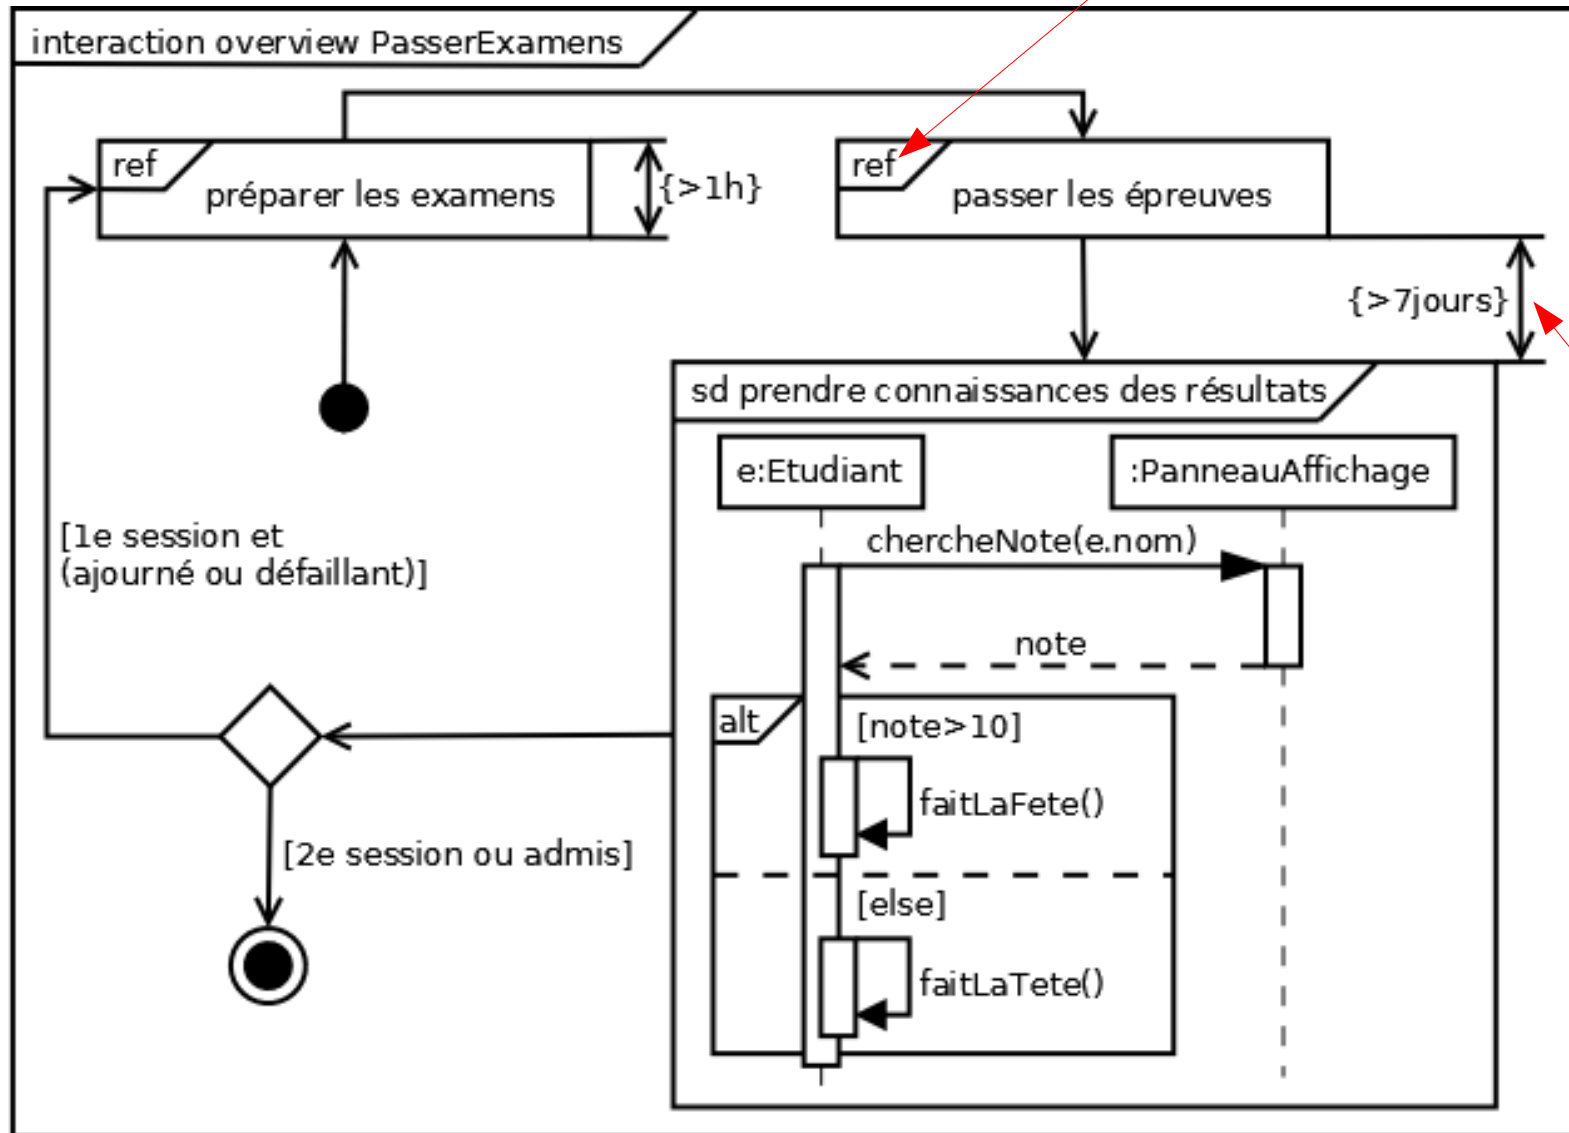 interaction overview PasserExamens
ref
préparer les examens
{>1h}
ref
passer les épreuves
{>7jours}
sd prendre connaissances des résultats
e:Etudiant
:PanneauAffichage
[1e session et
(ajourné ou défaillant)]
chercheNote(e.nom)
note
alt
[note>10]
faitLaFete()
[2e session ou admis]
[else]
faitLaTete()